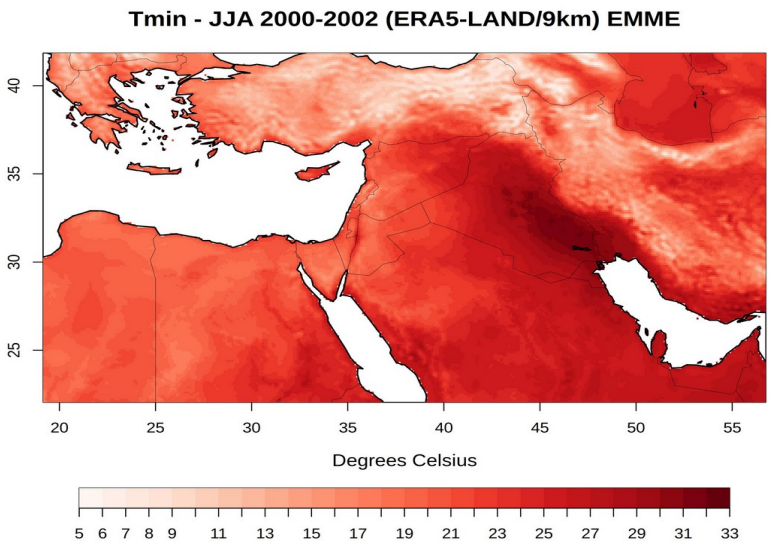 Tmin - JJA 2000-2002 (ERA5-LAND/9km) EMME
40
35
30
25
20 25 30 35 40 45 50 55
Degrees Celsius
5 6 7 8 9 11 13 15 17 19 21 23 25 27 29 31 33